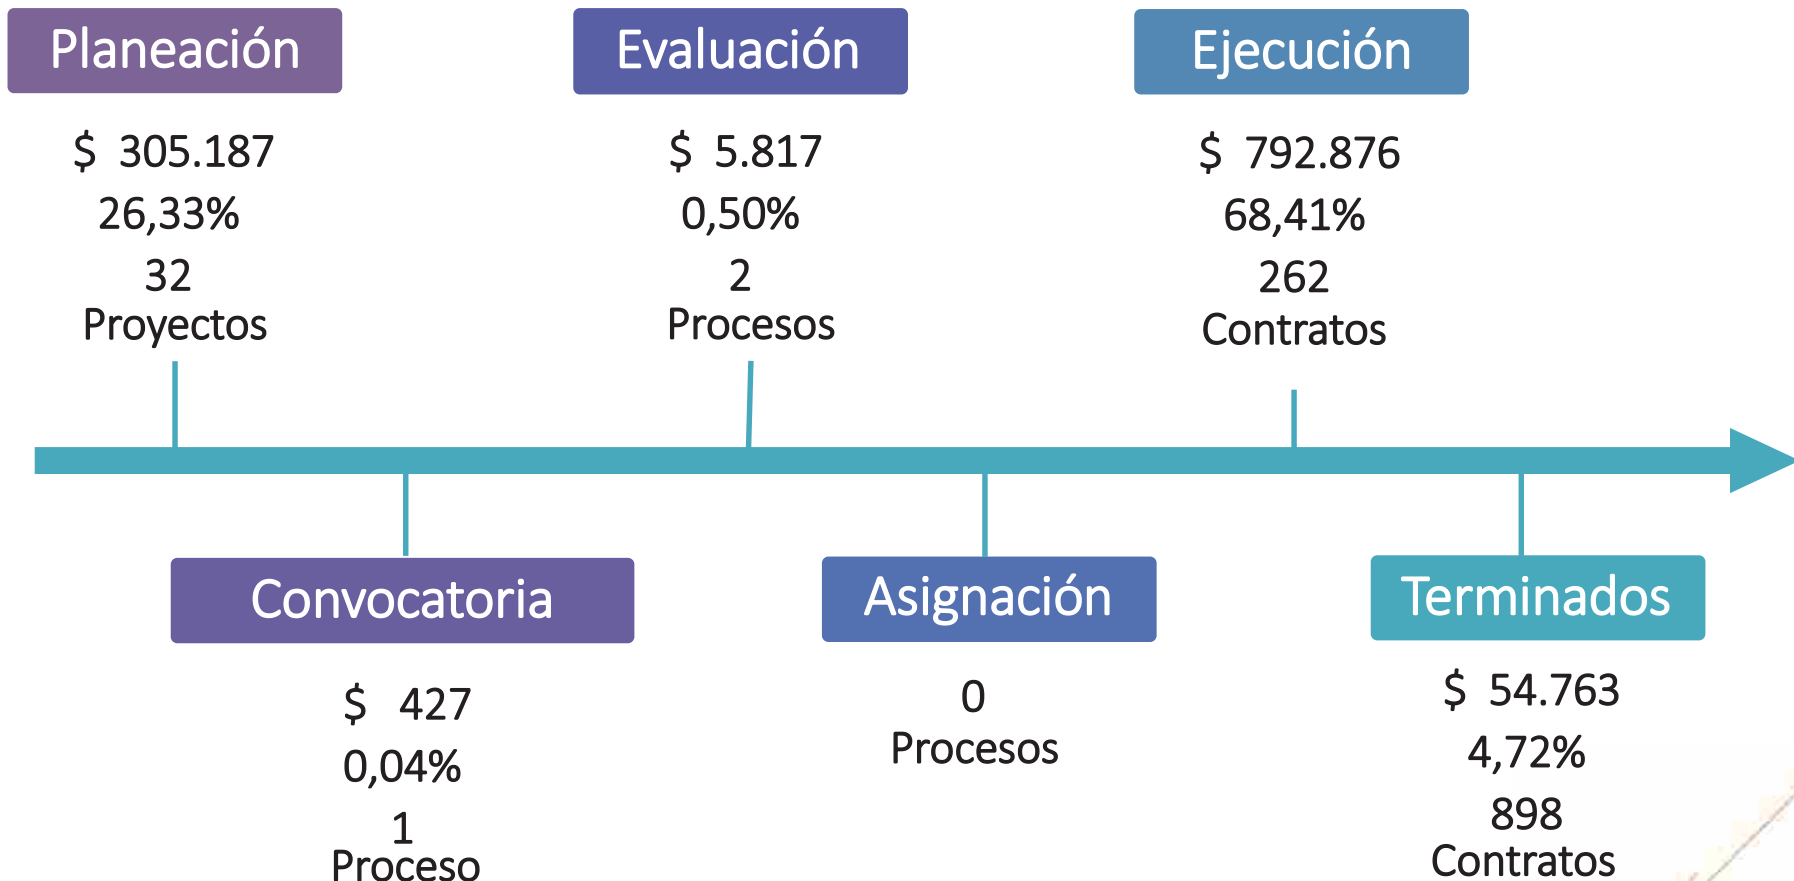 Planeación
$ 305.187
26,33%
32
Proyectos
Evaluación
$ 5.817
0,50%
2
Procesos
Ejecución
$ 792.876
68,41%
262
Contratos
Convocatoria
$ 427
0,04%
1
Proceso
Asignación
0
Procesos
Terminados
$ 54.763
4,72%
898
Contratos